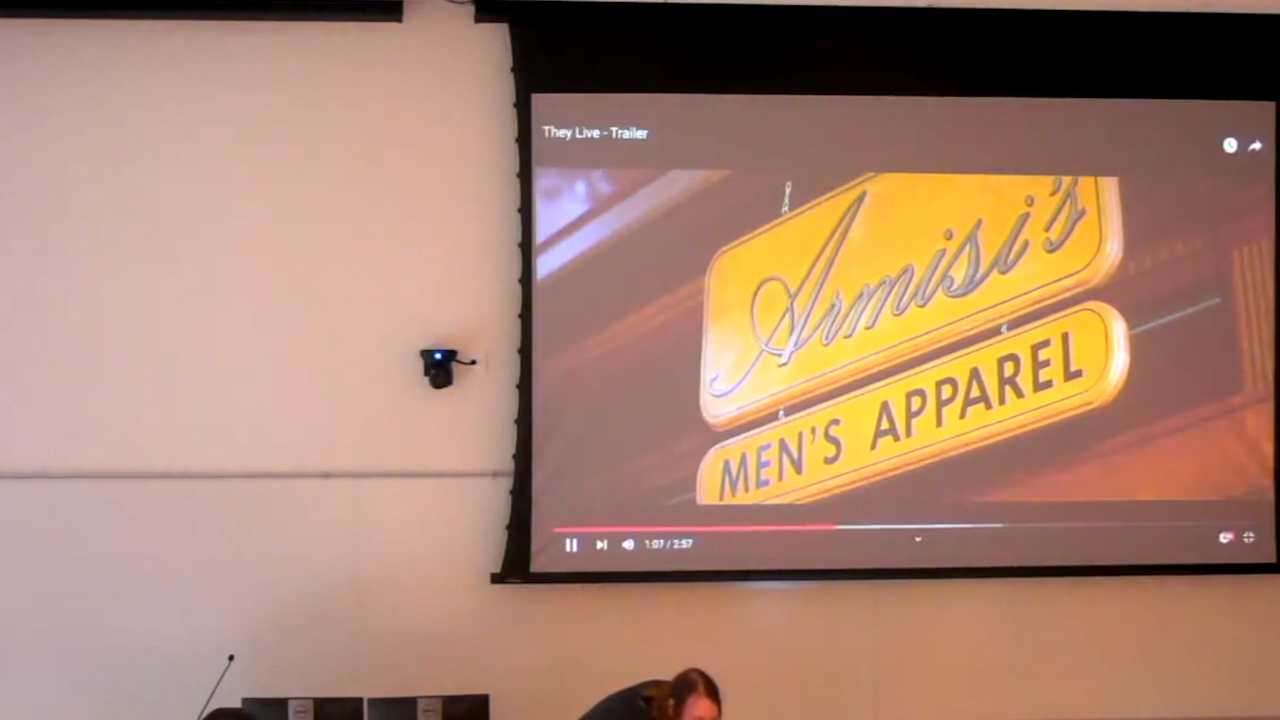 They Live - Trailer
Armisi's
MEN'S APPAREL
1:07 / 2:57